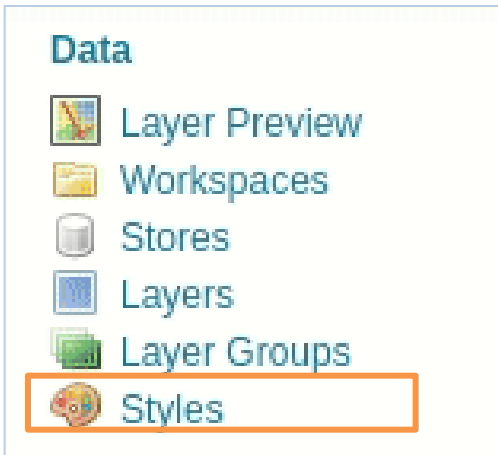 Data
Layer Preview
Workspaces
Stores
Layers
Layer Groups
Styles